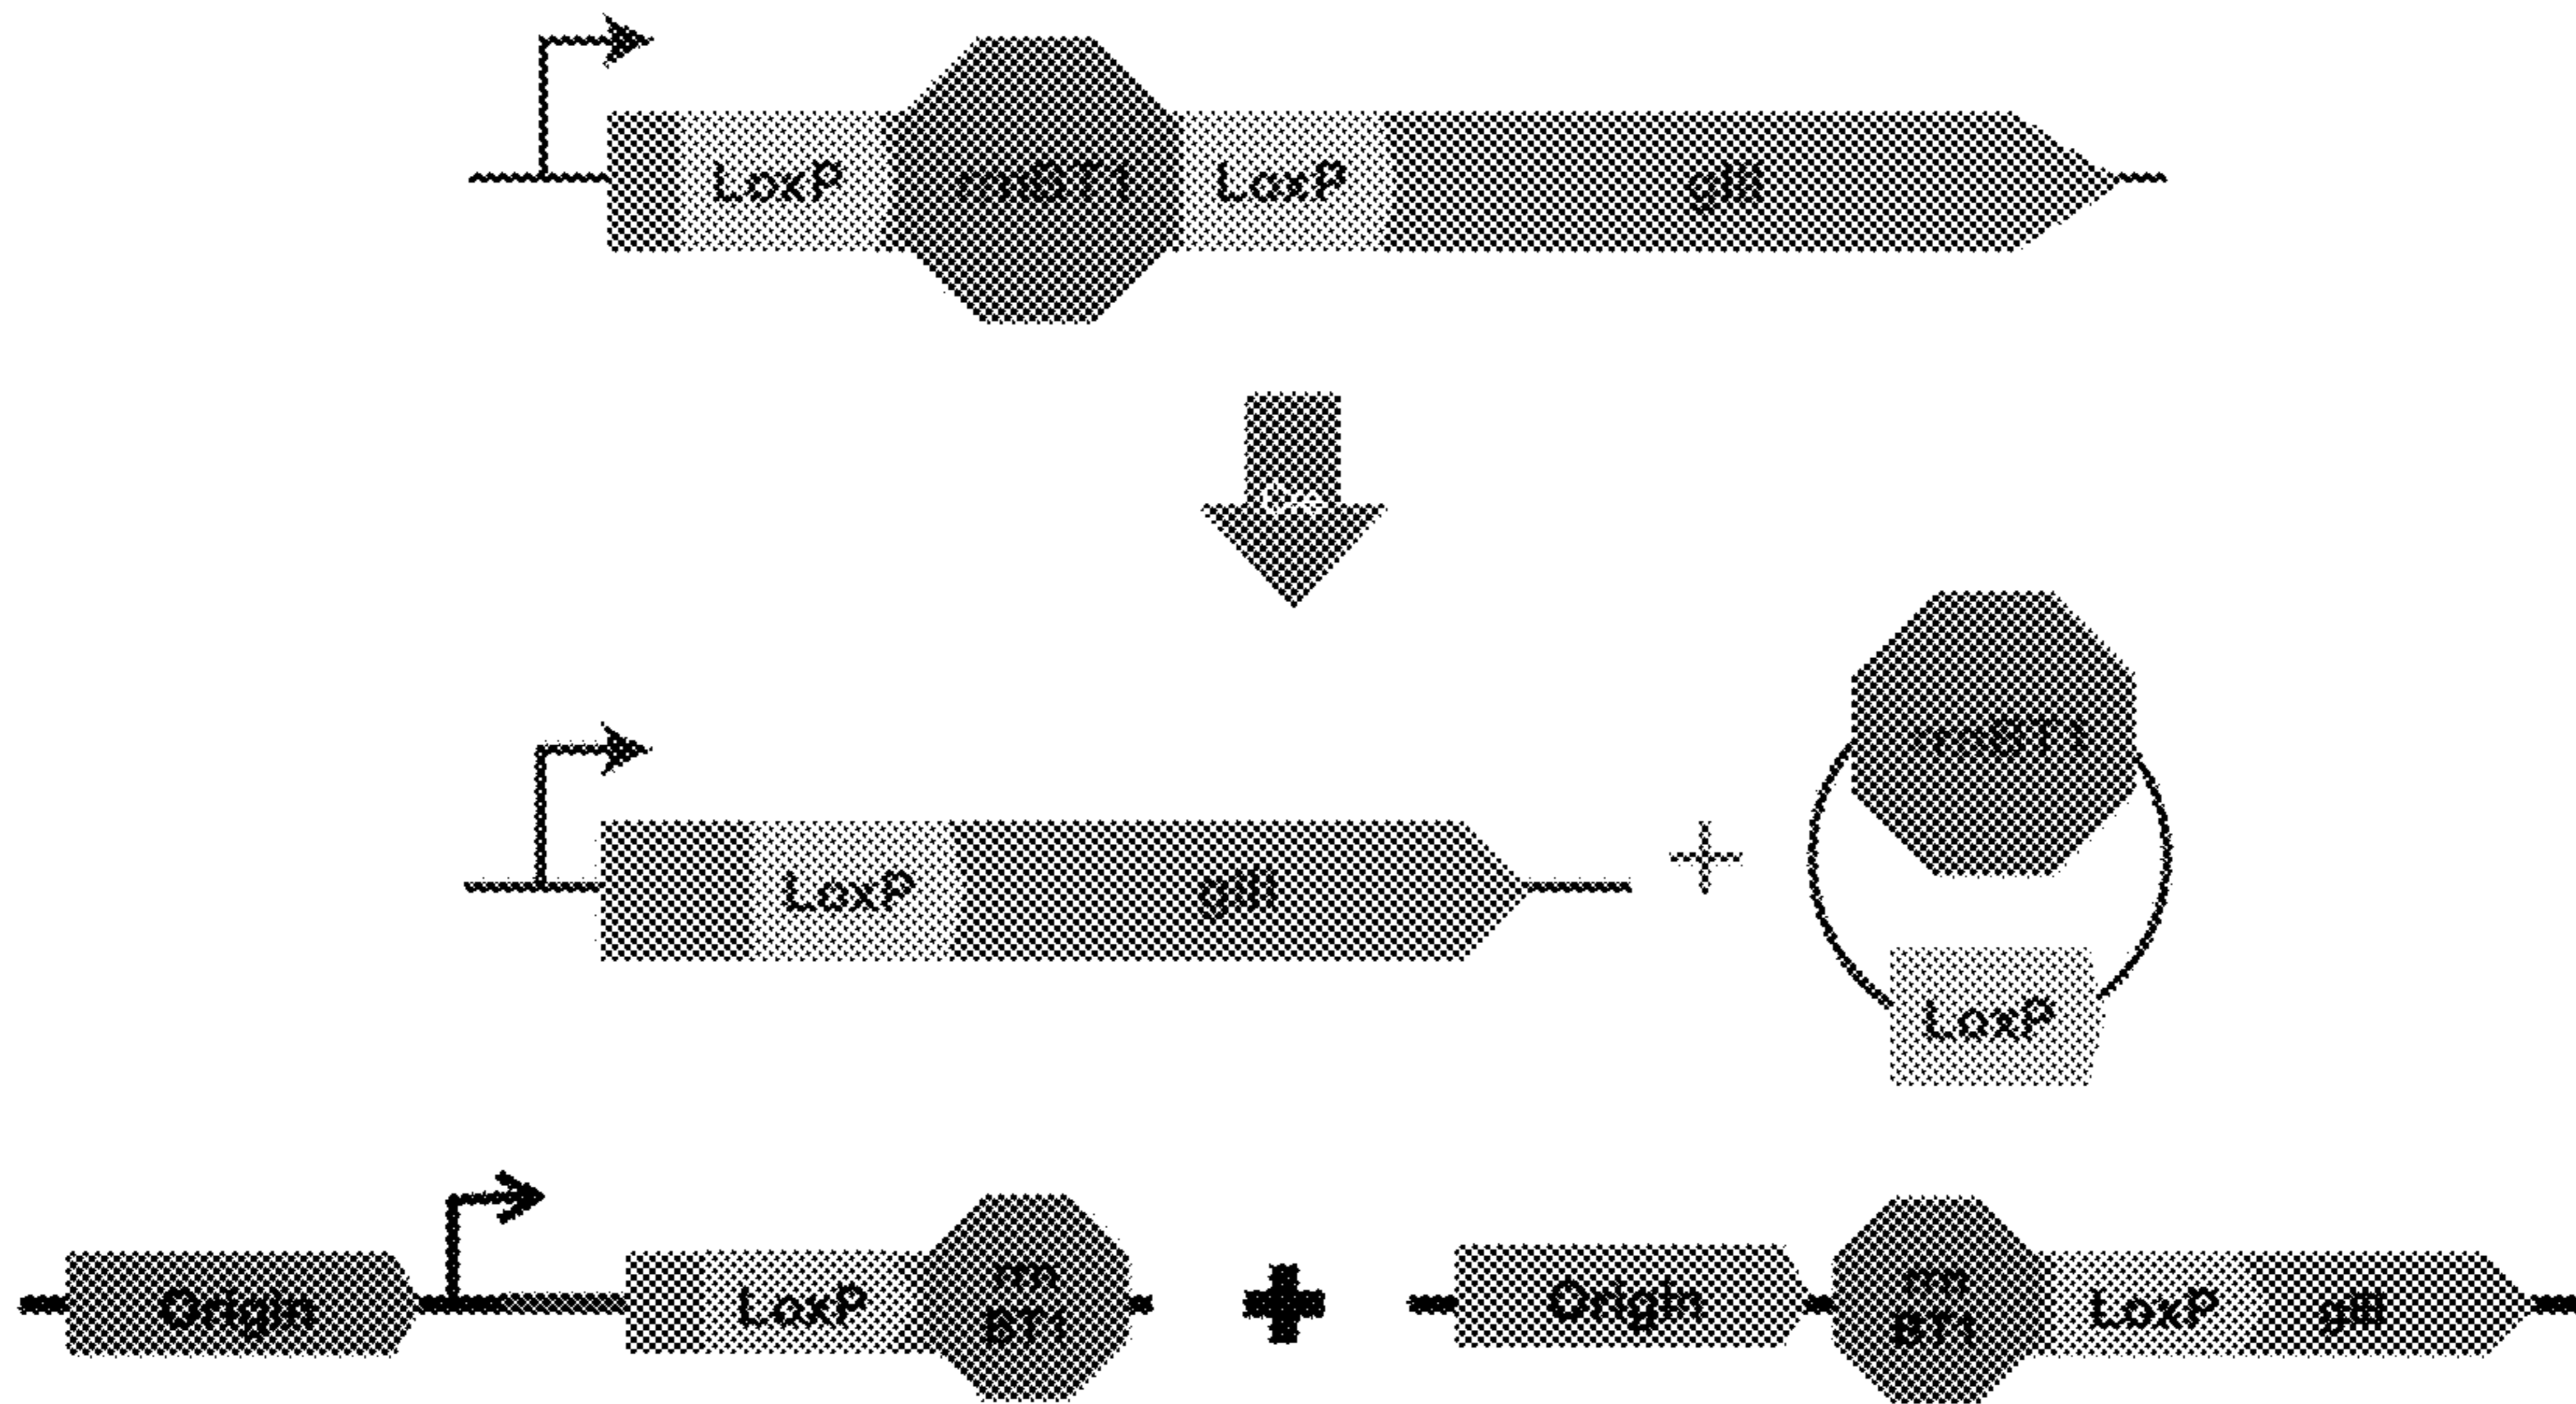 LoxP rrnBT1 LoxP gIII
LoxP gIII rrnBT1
LoxP
Origin LoxP rrn
BT1 Origin rrn
BT1 LoxP gIII